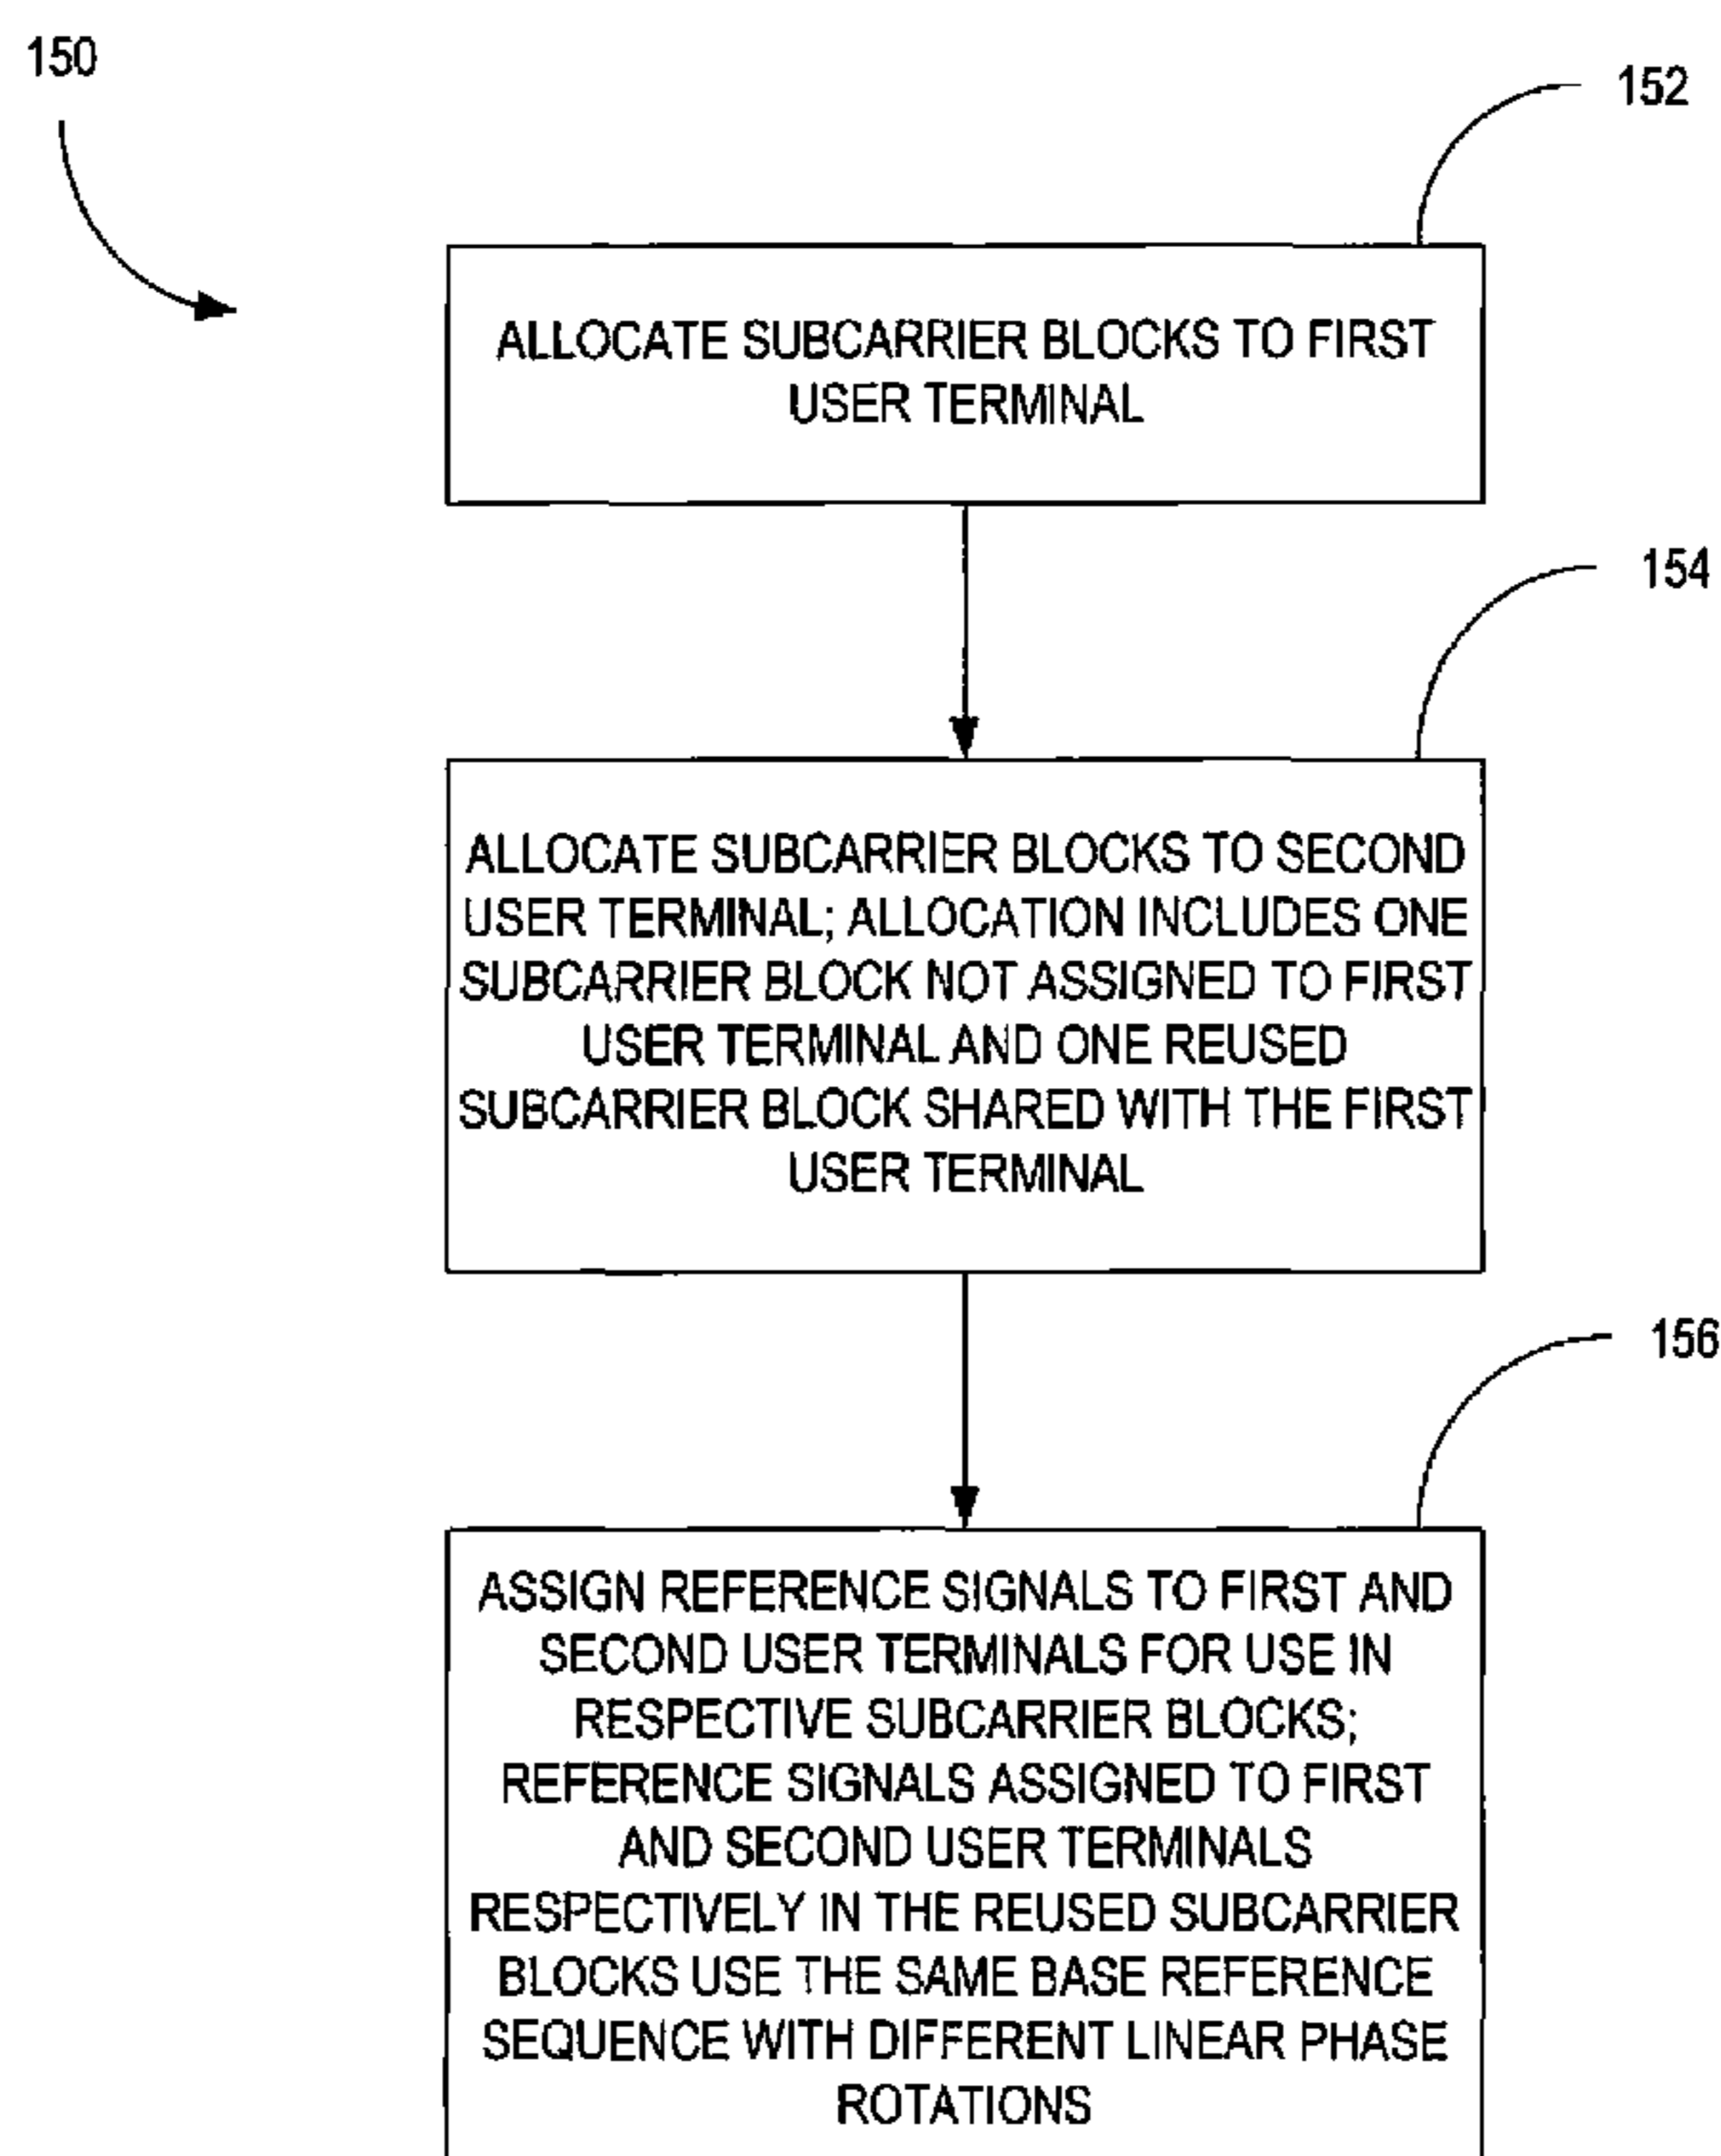 150
152
ALLOCATE SUBCARRIER BLOCKS TO FIRST
USER TERMINAL
154
ALLOCATE SUBCARRIER BLOCKS TO SECOND
USER TERMINAL; ALLOCATION INCLUDES ONE
SUBCARRIER BLOCK NOT ASSIGNED TO FIRST
USER TERMINAL AND ONE REUSED
SUBCARRIER BLOCK SHARED WITH THE FIRST
USER TERMINAL
156
ASSIGN REFERENCE SIGNALS TO FIRST AND
SECOND USER TERMINALS FOR USE IN
RESPECTIVE SUBCARRIER BLOCKS;
REFERENCE SIGNALS ASSIGNED TO FIRST
AND SECOND USER TERMINALS
RESPECTIVELY IN THE REUSED SUBCARRIER
BLOCKS USE THE SAME BASE REFERENCE
SEQUENCE WITH DIFFERENT LINEAR PHASE
ROTATIONS